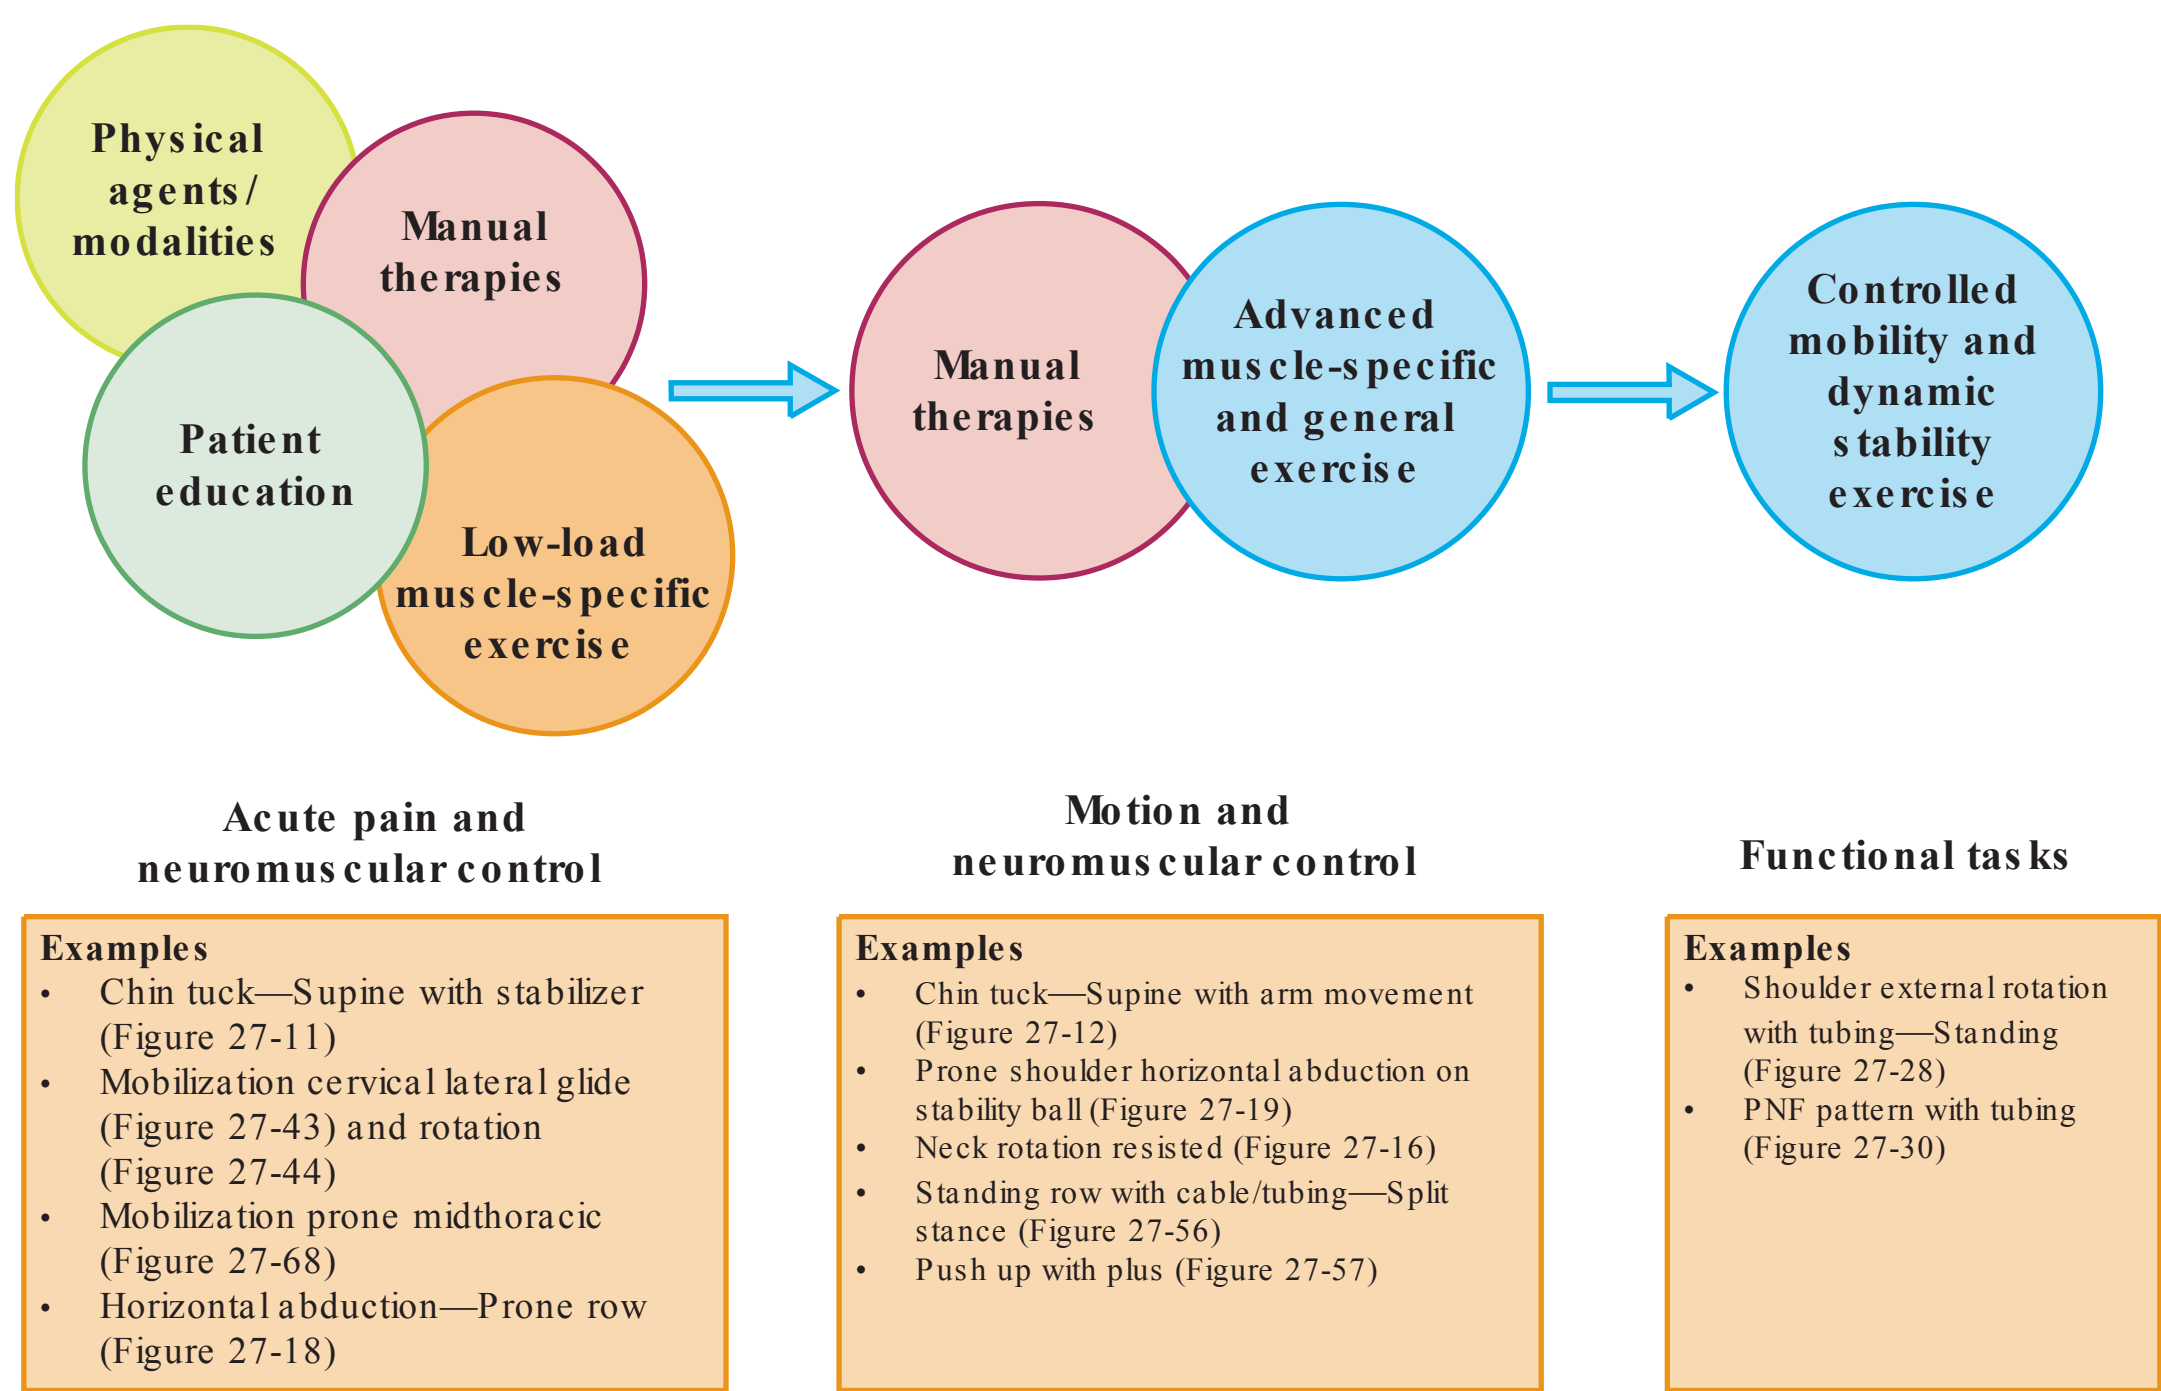 Physical
agents/
modalities
Manual
therapies
Patient
education
Low-load
muscle-specific
exercise
Manual
therapies
Advanced
muscle-specific
and general
exercise
Controlled
mobility and
dynamic
stability
exercise
Acute pain and
neuromuscular control
Motion and
neuromuscular control
Functional tasks
Examples
• Chin tuck—Supine with stabilizer
(Figure 27-11)
• Mobilization cervical lateral glide
(Figure 27-43) and rotation
(Figure 27-44)
• Mobilization prone midthoracic
(Figure 27-68)
• Horizontal abduction—Prone row
(Figure 27-18)
Examples
• Chin tuck—Supine with arm movement
(Figure 27-12)
• Prone shoulder horizontal abduction on
stability ball (Figure 27-19)
• Neck rotation resisted (Figure 27-16)
• Standing row with cable/tubing—Split
stance (Figure 27-56)
• Push up with plus (Figure 27-57)
Examples
• Shoulder external rotation
with tubing—Standing
(Figure 27-28)
• PNF pattern with tubing
(Figure 27-30)